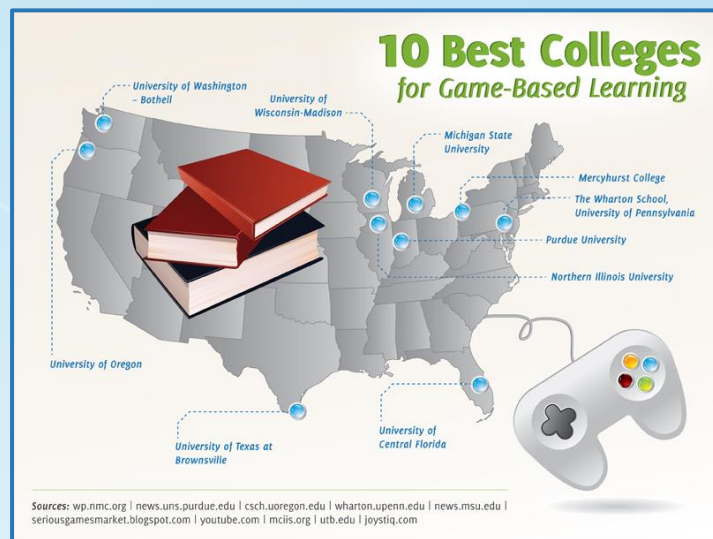 10 Best Colleges
for Game-Based Learning
University of Washington
– Bothell
University of
Wisconsin-Madison
Michigan State
University
Mercyhurst College
The Wharton School,
University of Pennsylvania
Purdue University
Northern Illinois University
University of Oregon
University of Texas at
Brownsville
University of
Central Florida
Sources: wp.nmc.org | news.uns.purdue.edu | csch.uoregon.edu | wharton.upenn.edu | news.msu.edu |
seriousgamesmarket.blogspot.com | youtube.com | mciis.org | utb.edu | joystiq.com